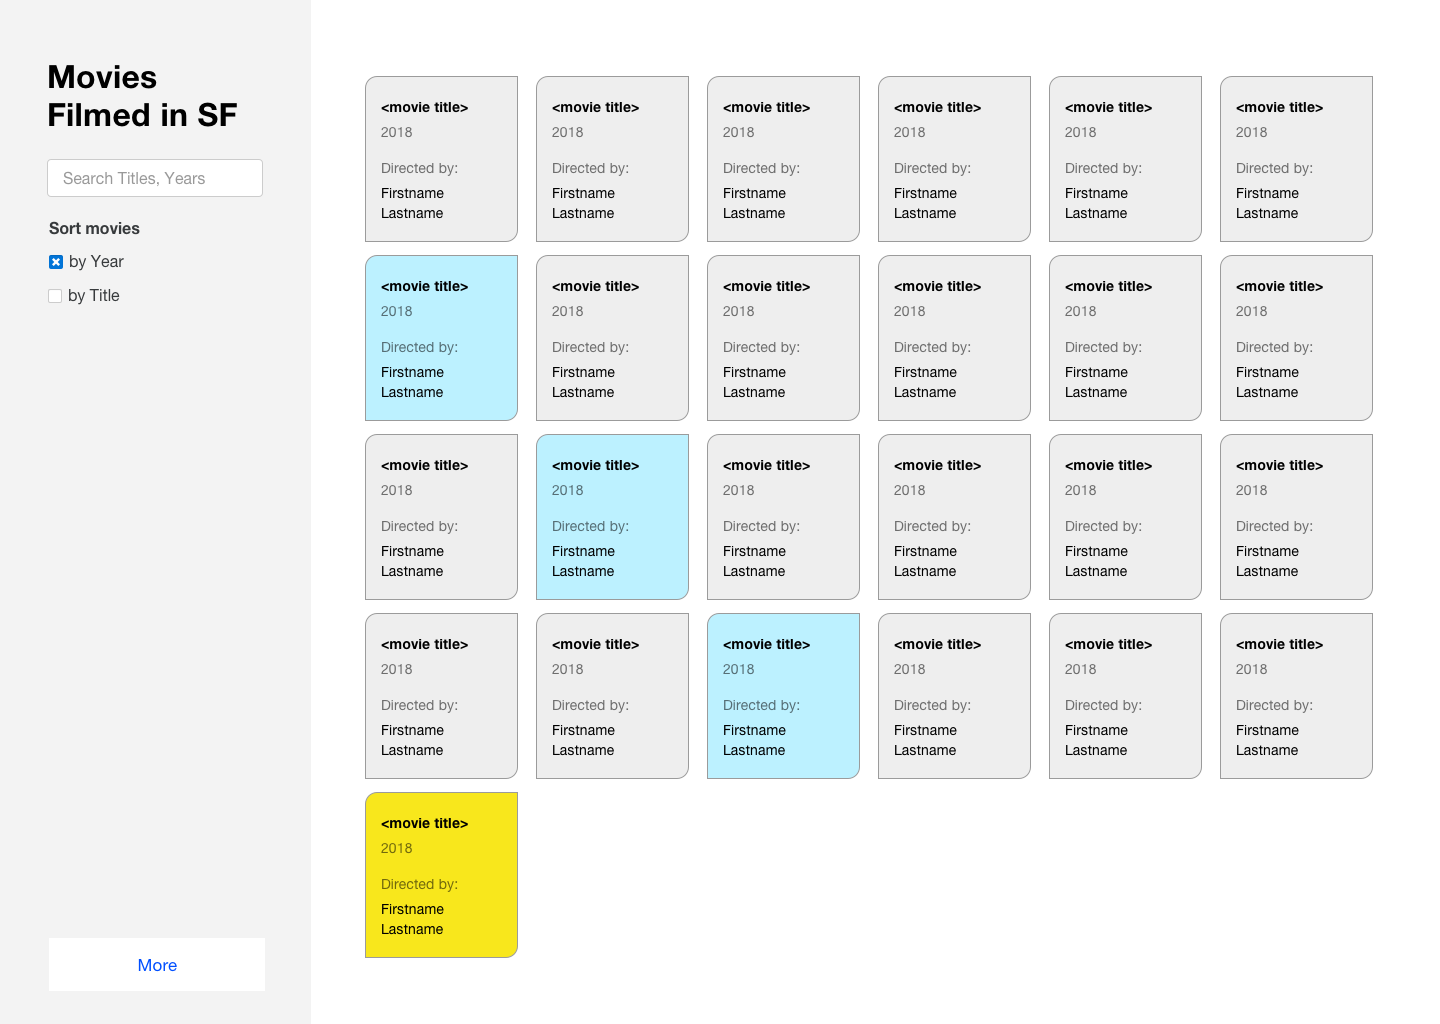 Movies
Filmed in SF
Search Titles, Years
Sort movies
by Year
by Title
More
<movie title>
2018
Directed by:
Firstname
Lastname
<movie title>
2018
Directed by:
Firstname
Lastname
<movie title>
2018
Directed by:
Firstname
Lastname
<movie title>
2018
Directed by:
Firstname
Lastname
<movie title>
2018
Directed by:
Firstname
Lastname
<movie title>
2018
Directed by:
Firstname
Lastname
<movie title>
2018
Directed by:
Firstname
Lastname
<movie title>
2018
Directed by:
Firstname
Lastname
<movie title>
2018
Directed by:
Firstname
Lastname
<movie title>
2018
Directed by:
Firstname
Lastname
<movie title>
2018
Directed by:
Firstname
Lastname
<movie title>
2018
Directed by:
Firstname
Lastname
<movie title>
2018
Directed by:
Firstname
Lastname
<movie title>
2018
Directed by:
Firstname
Lastname
<movie title>
2018
Directed by:
Firstname
Lastname
<movie title>
2018
Directed by:
Firstname
Lastname
<movie title>
2018
Directed by:
Firstname
Lastname
<movie title>
2018
Directed by:
Firstname
Lastname
<movie title>
2018
Directed by:
Firstname
Lastname
<movie title>
2018
Directed by:
Firstname
Lastname
<movie title>
2018
Directed by:
Firstname
Lastname
<movie title>
2018
Directed by:
Firstname
Lastname
<movie title>
2018
Directed by:
Firstname
Lastname
<movie title>
2018
Directed by:
Firstname
Lastname
<movie title>
2018
Directed by:
Firstname
Lastname